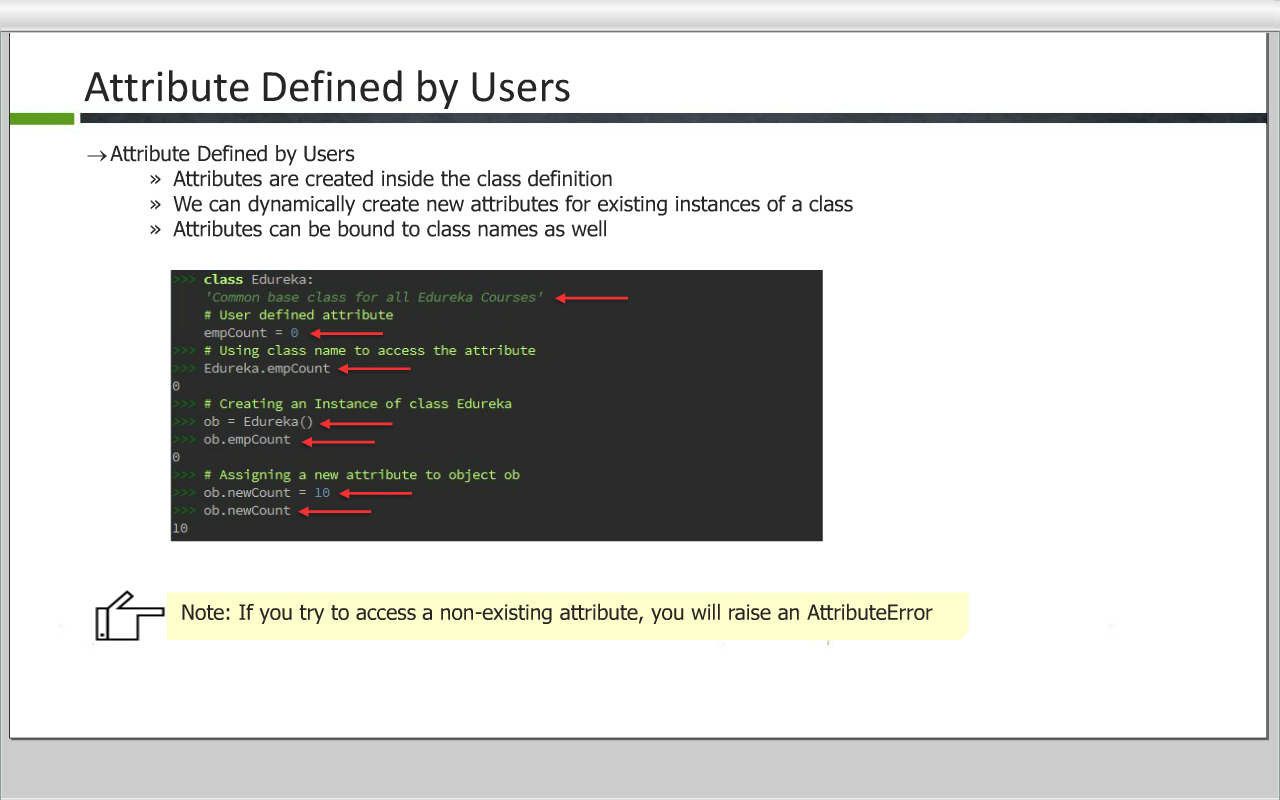 Attribute Defined by Users
→Attribute Defined by Users
» Attributes are created inside the class definition
» We can dynamically create new attributes for existing instances of a class
» Attributes can be bound to class names as well
>>> class Edureka:
'Common base class for all Edureka Courses'
# User defined attribute
empCount = 0
>>> # Using class name to access the attribute
>>> Edureka.empCount
0
>>> # Creating an Instance of class Edureka
>>> ob = Edureka()
>>> ob.empCount
0
>>> # Assigning a new attribute to object ob
>>> ob.newCount = 10
>>> ob.newCount
10
Note: If you try to access a non-existing attribute, you will raise an AttributeError